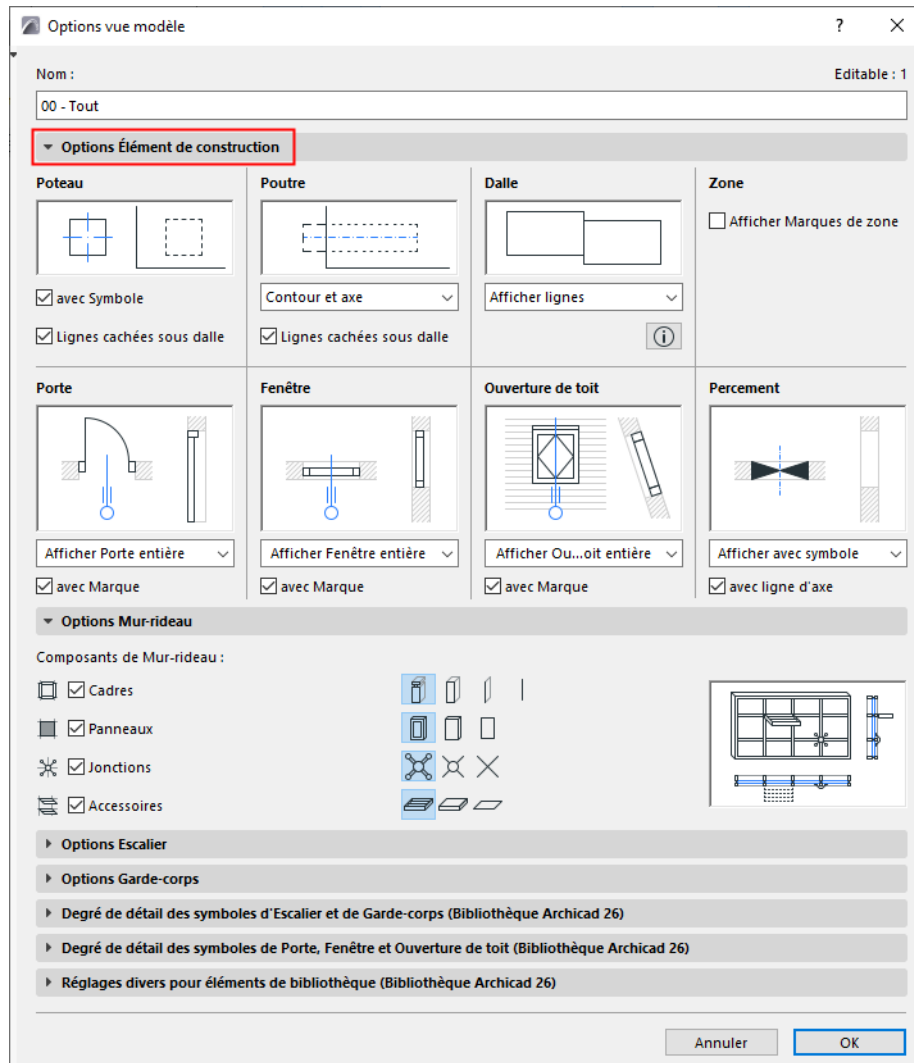 Options vue modèle
?
Nom :
Editable : 1
00 - Tout
Options Élément de construction
Poteau
Poutre
Dalle
Zone
Afficher Marques de zone
avec Symbole
Contour et axe
Afficher lignes
Lignes cachées sous dalle
Lignes cachées sous dalle
Porte
Fenêtre
Ouverture de toit
Percement
Afficher Porte entière
Afficher Fenêtre entière
Afficher Ou...oit entière
Afficher avec symbole
avec Marque
avec Marque
avec Marque
avec ligne d'axe
Options Mur-rideau
Composants de Mur-rideau :
Cadres
Panneaux
Jonctions
Accessoires
Options Escalier
Options Garde-corps
Degré de détail des symboles d'Escalier et de Garde-corps (Bibliothèque Archicad 26)
Degré de détail des symboles de Porte, Fenêtre et Ouverture de toit (Bibliothèque Archicad 26)
Réglages divers pour éléments de bibliothèque (Bibliothèque Archicad 26)
Annuler
OK